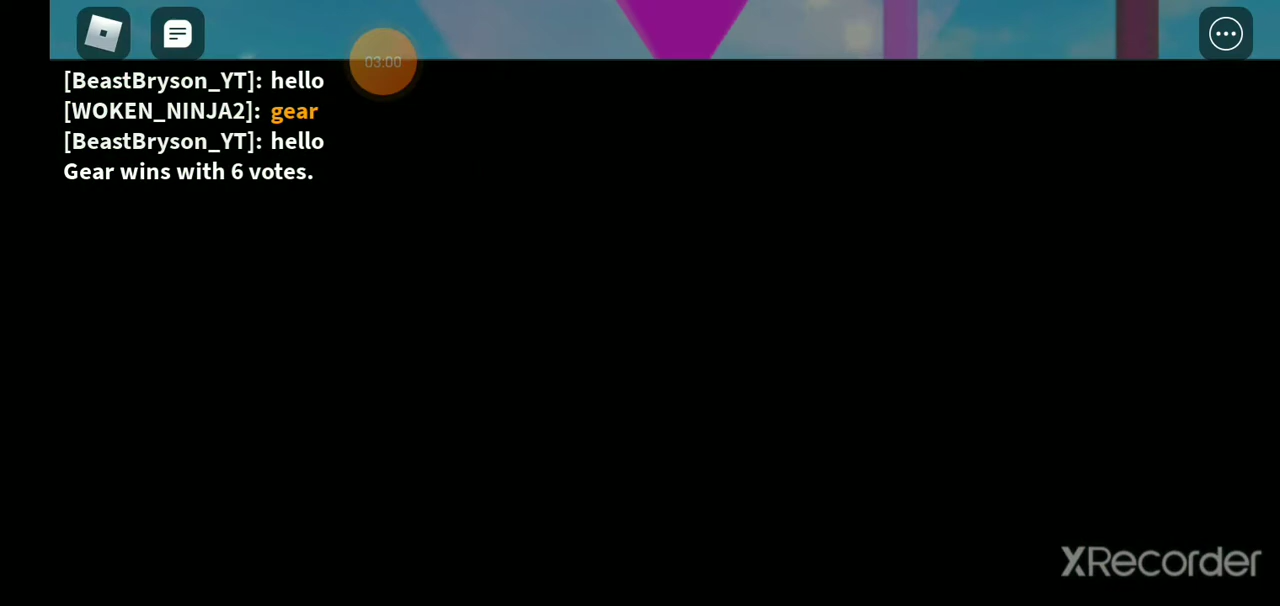 03:00
[BeastBryson_YT]: hello
[WOKEN_NINJA2]: gear
[BeastBryson_YT]: hello
Gear wins with 6 votes.
XRecorder